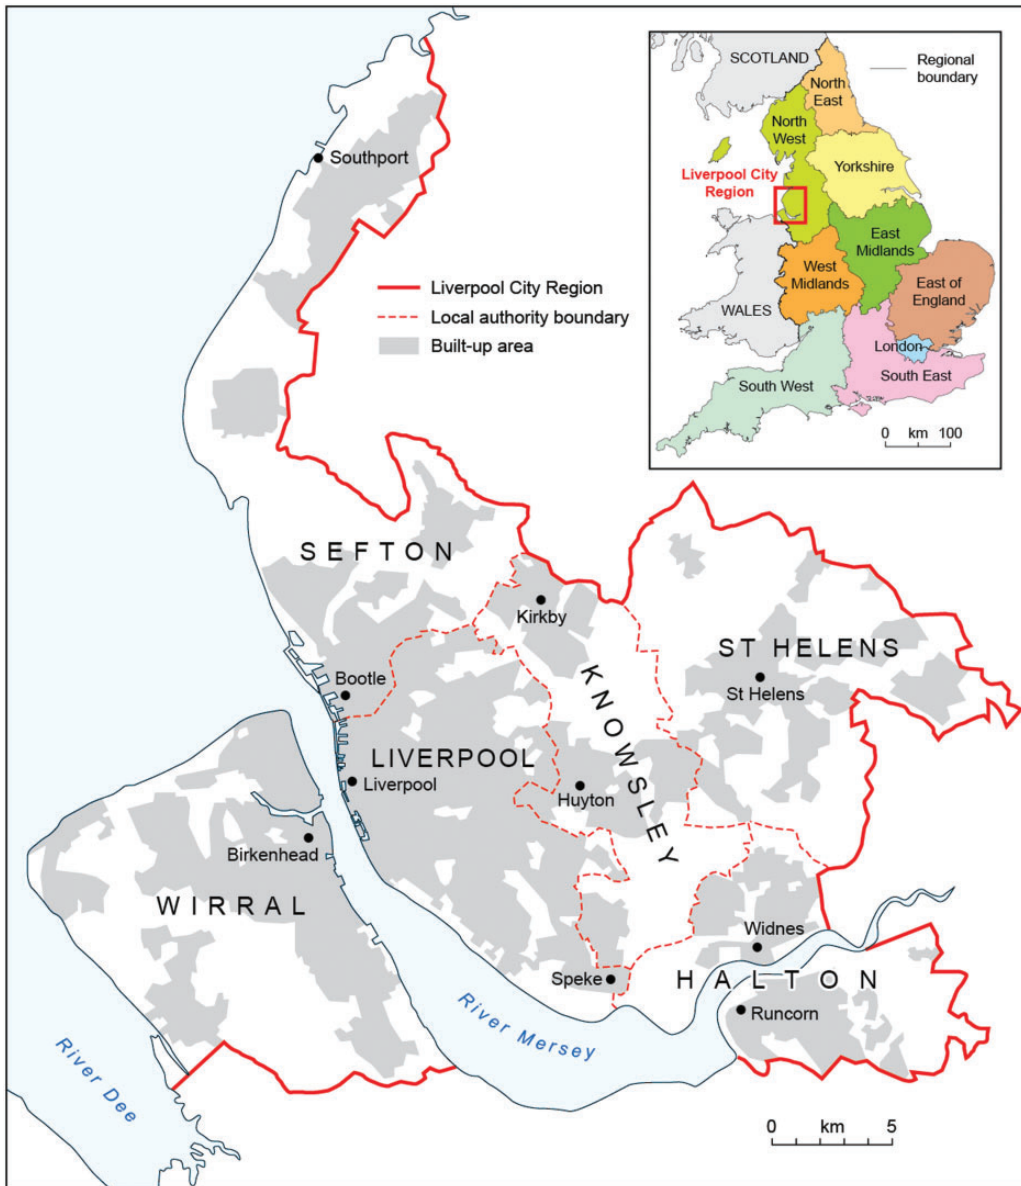 SCOTLAND
Regional
boundary
North
East
North
West
Yorkshire
Liverpool City
Region
East
Midlands
West
Midlands
East of
England
WALES
London
South East
South West
0 km 100
Southport
Liverpool City Region
Local authority boundary
Built-up area
SEFTON
Kirkby
ST HELENS
St Helens
KNOWSLEY
Bootle
LIVERPOOL
Liverpool
Huyton
Birkenhead
WIRRAL
Widnes
Speke
HALTON
Runcorn
River Mersey
River Dee
0 km 5